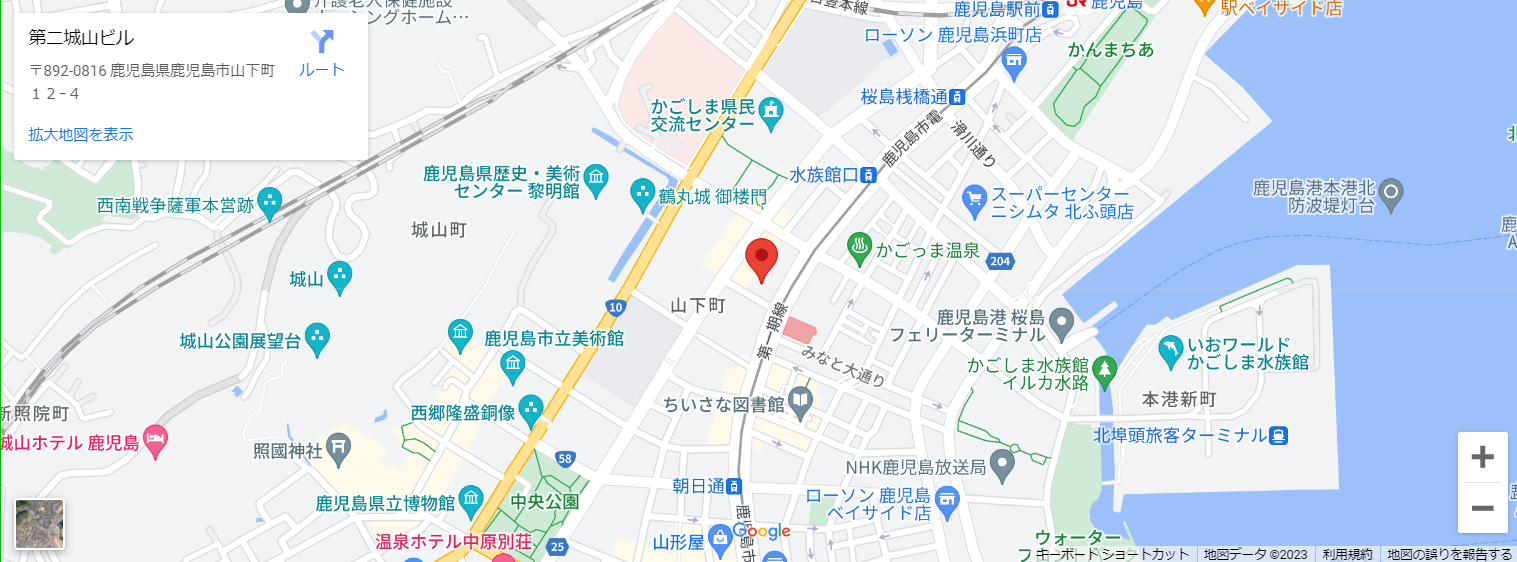 介護老人保健施設
ーシングホーム…
第二城山ビル
〒892-0816 鹿児島県鹿児島市山下町
１２−４
ルート
拡大地図を表示
日豊本線
鹿児島駅前
鹿児島
駅ベイサイド店
ローソン 鹿児島浜町店
かんまちあ
桜島桟橋通
かごしま県民
交流センター
鹿児島市電
滑川通り
水族館口
鹿児島県歴史・美術
センター 黎明館
鶴丸城 御楼門
スーパーセンター
ニシムタ 北ふ頭店
鹿児島港本港北
防波堤灯台
西南戦争薩軍本営跡
城山町
かごっま温泉
204
城山
山下町
10
第一期線
鹿児島港 桜島
フェリーターミナル
城山公園展望台
鹿児島市立美術館
みなと大通り
いおワールド
かごしま水族館
かごしま水族館
イルカ水路
本港新町
西郷隆盛銅像
ちいさな図書館
新照院町
城山ホテル 鹿児島
照國神社
北埠頭旅客ターミナル
58
NHK鹿児島放送局
朝日通
ローソン 鹿児島
ベイサイド店
鹿児島県立博物館
中央公園
鹿児島市
Google
山形屋
温泉ホテル中原別荘
25
ウォーター
キーボード ショートカット
地図データ ©2023
利用規約
地図の誤りを報告する